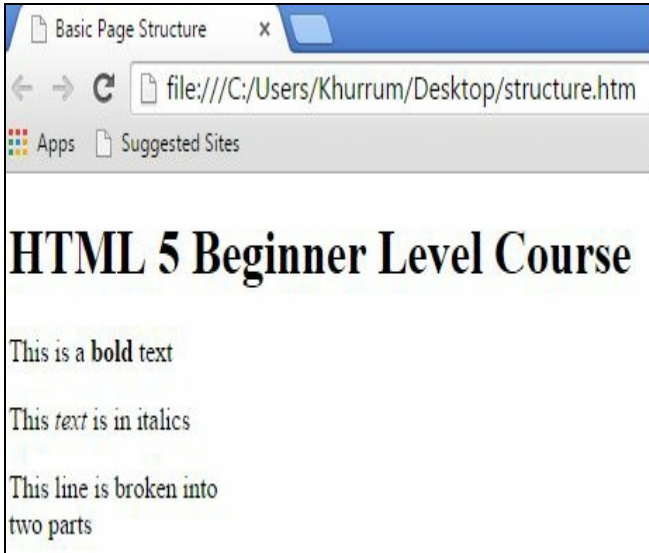 Basic Page Structure
file:///C:/Users/Khurrum/Desktop/structure.htm
Apps Suggested Sites
HTML 5 Beginner Level Course
This is a bold text
This text is in italics
This line is broken into
two parts